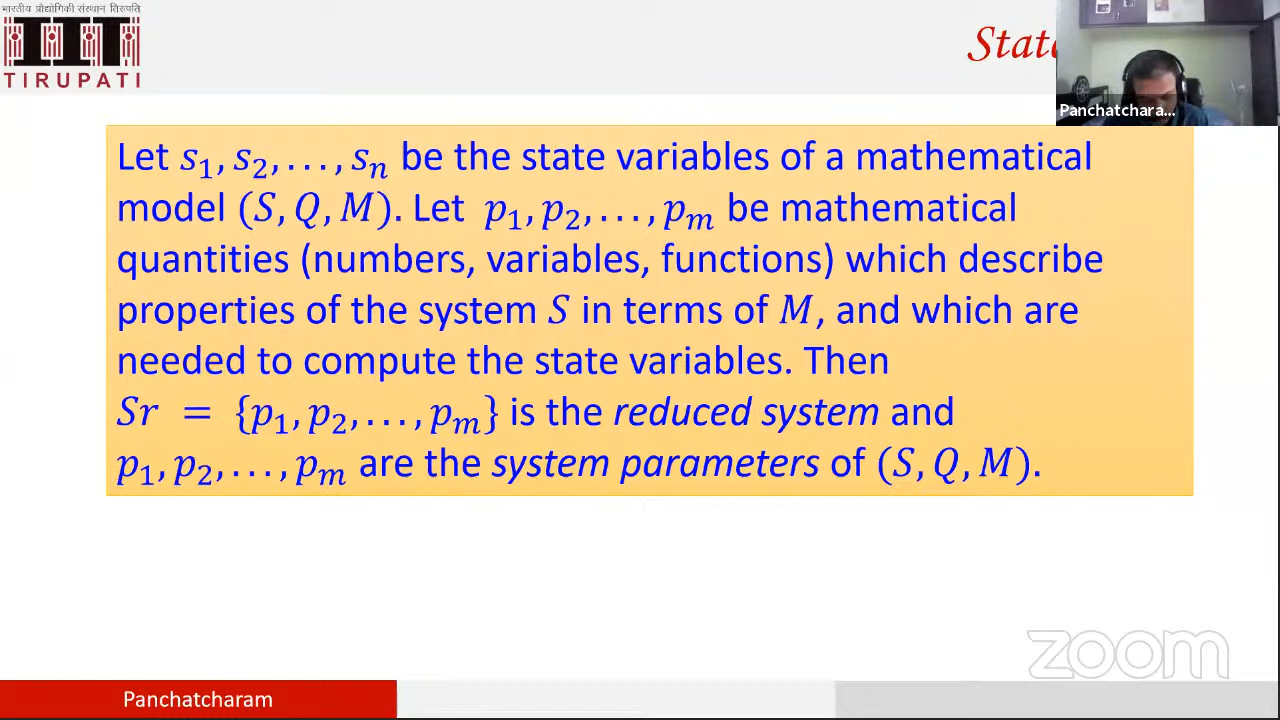 भारतीय प्रौद्योगिकी संस्थान तिरुपति
TIRUPATI
State
Panchatchara...
Let s₁, s₂, . . . , sₙ be the state variables of a mathematical
model (S, Q, M). Let p₁, p₂, . . . , pₘ be mathematical
quantities (numbers, variables, functions) which describe
properties of the system S in terms of M, and which are
needed to compute the state variables. Then
Sr = {p₁, p₂, . . . , pₘ} is the reduced system and
p₁, p₂, . . . , pₘ are the system parameters of (S, Q, M).
zoom
Panchatcharam